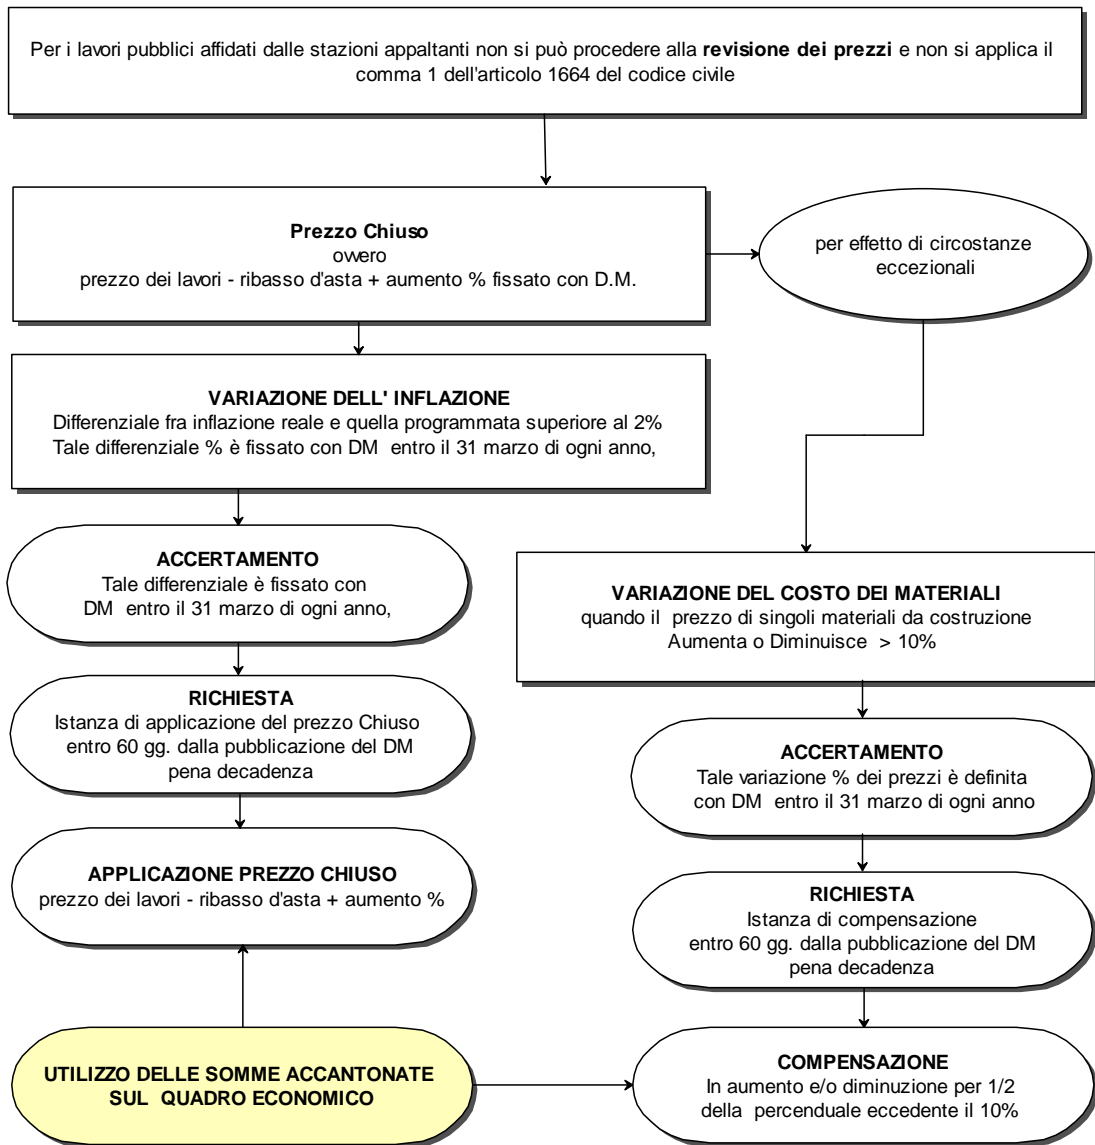 Per i lavori pubblici affidati dalle stazioni appaltanti non si può procedere alla revisione dei prezzi e non si applica il
comma 1 dell'articolo 1664 del codice civile
Prezzo Chiuso
ovvero
prezzo dei lavori - ribasso d'asta + aumento % fissato con D.M.
per effetto di circostanze
eccezionali
VARIAZIONE DELL' INFLAZIONE
Differenziale fra inflazione reale e quella programmata superiore al 2%
Tale differenziale % è fissato con DM entro il 31 marzo di ogni anno,
ACCERTAMENTO
Tale differenziale è fissato con
DM entro il 31 marzo di ogni anno,
RICHIESTA
Istanza di applicazione del prezzo Chiuso
entro 60 gg. dalla pubblicazione del DM
pena decadenza
APPLICAZIONE PREZZO CHIUSO
prezzo dei lavori - ribasso d'asta + aumento %
UTILIZZO DELLE SOMME ACCANTONATE
SUL QUADRO ECONOMICO
VARIAZIONE DEL COSTO DEI MATERIALI
quando il prezzo di singoli materiali da costruzione
Aumenta o Diminuisce > 10%
ACCERTAMENTO
Tale variazione % dei prezzi è definita
con DM entro il 31 marzo di ogni anno
RICHIESTA
Istanza di compensazione
entro 60 gg. dalla pubblicazione del DM
pena decadenza
COMPENSAZIONE
In aumento e/o diminuzione per 1/2
della percenduale eccedente il 10%